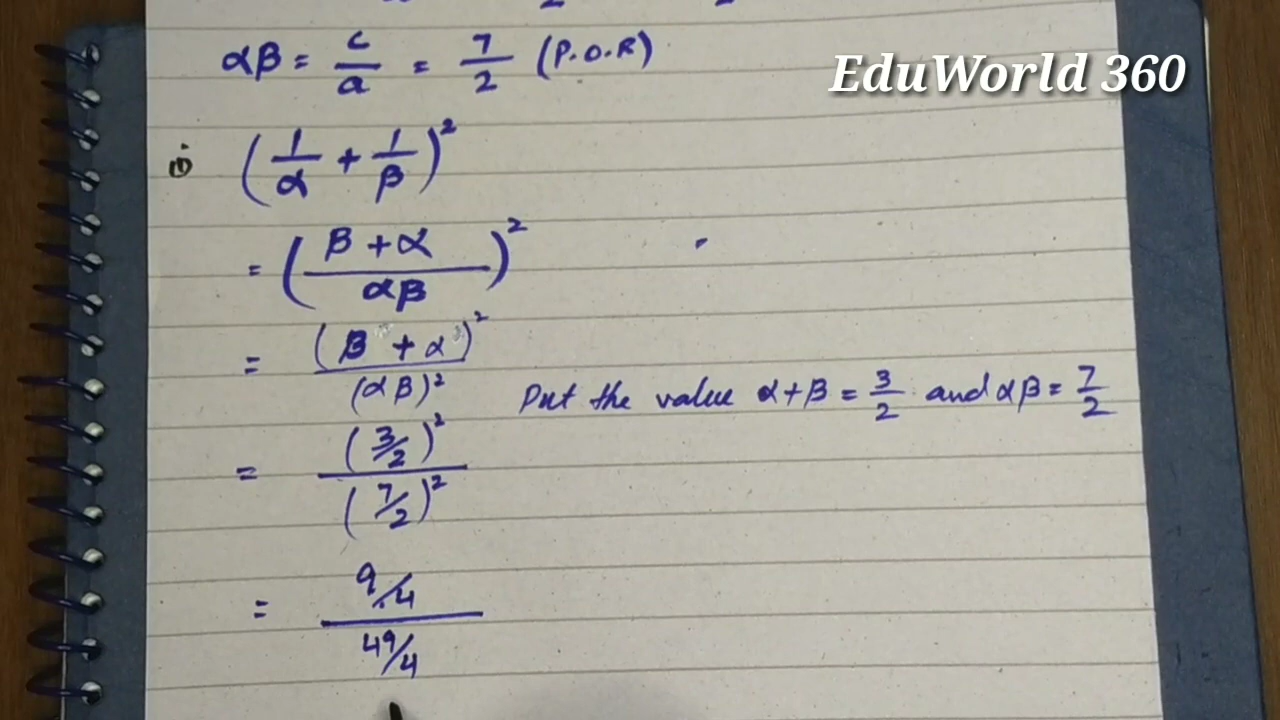 αβ = c/a = 7/2 (P.O.R)
EduWorld 360
(i) (1/α + 1/β)²
= (β + α / αβ)²
= (β + α)² / (αβ)²
Put the value α + β = 3/2 and αβ = 7/2
= (3/2)² / (7/2)²
= 9/4 / 49/4